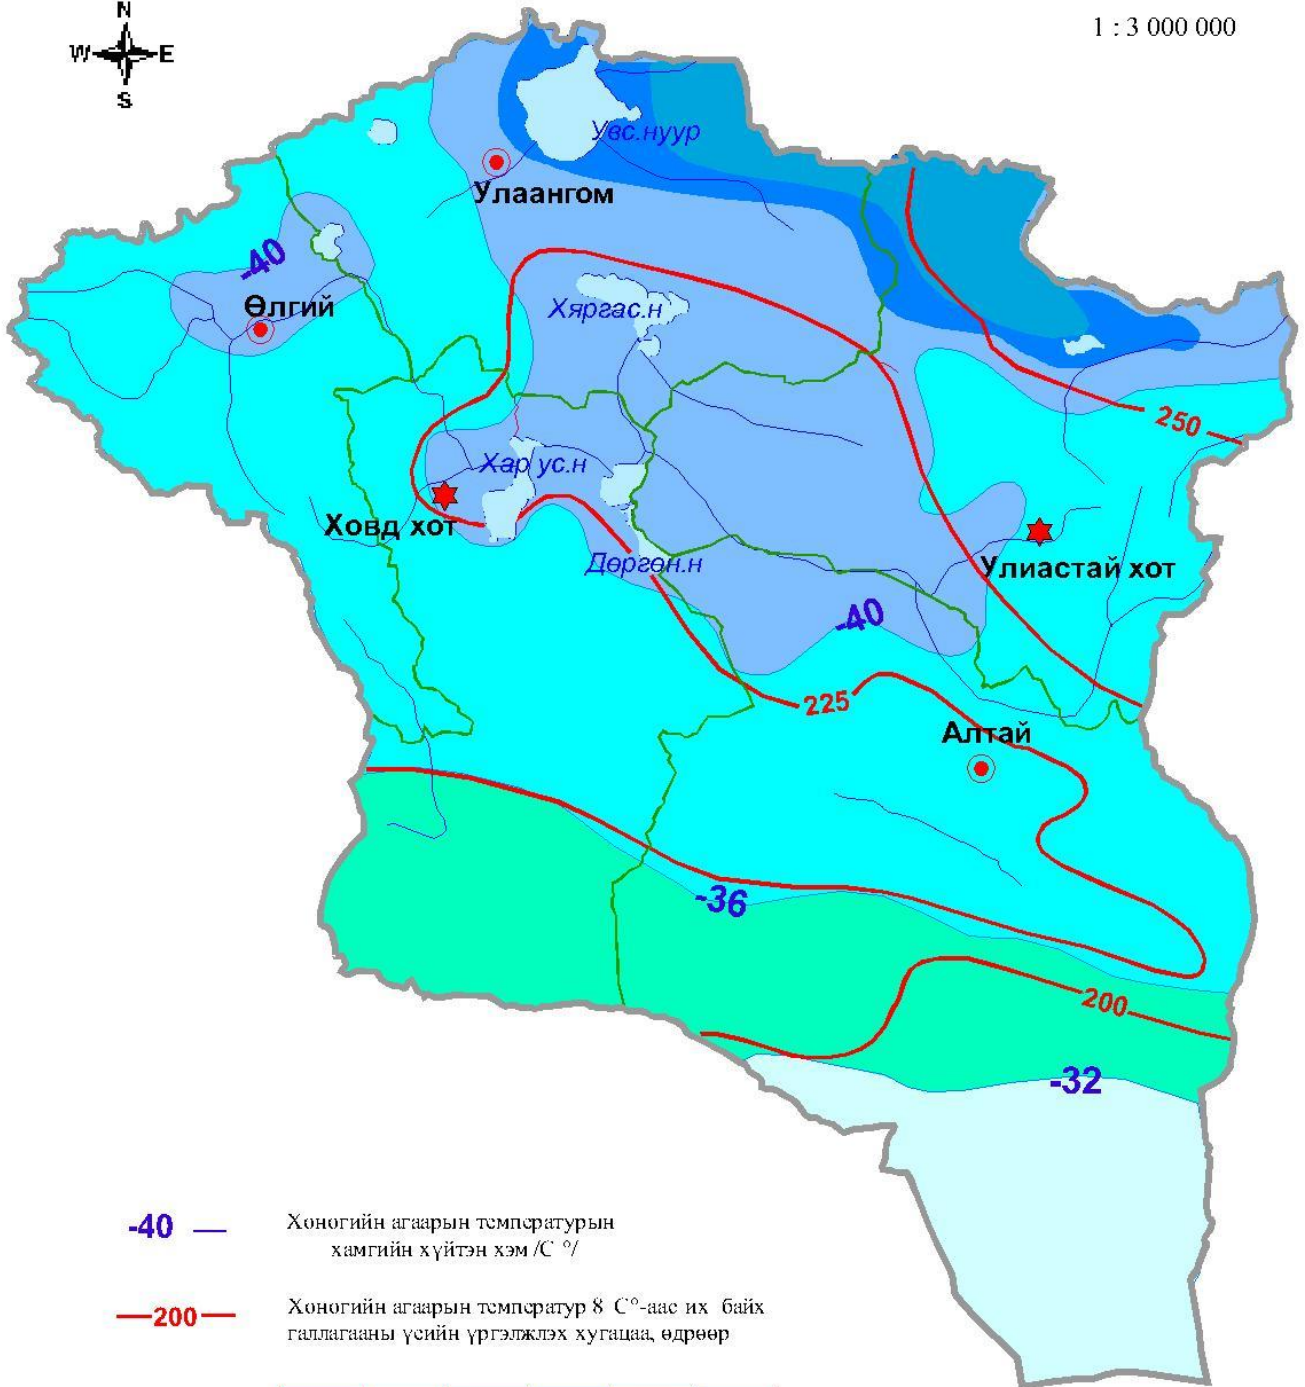 N
1 : 3 000 000
W E
S
Увс.нуур
Улаангом
-40
Өлгий
Хяргас.н
250
Хар ус.н
Ховд хот
Дөргөн.н
Улиастай хот
-40
225
Алтай
-36
200
-32
-40
Хоногийн агаарын температурын
хамгийн хүйтэн хэм /С °/
200
Хоногийн агаарын температур 8 С°-аас их байх
галлагааны үеийн үргэлжлэх хугацаа, өдрөөр